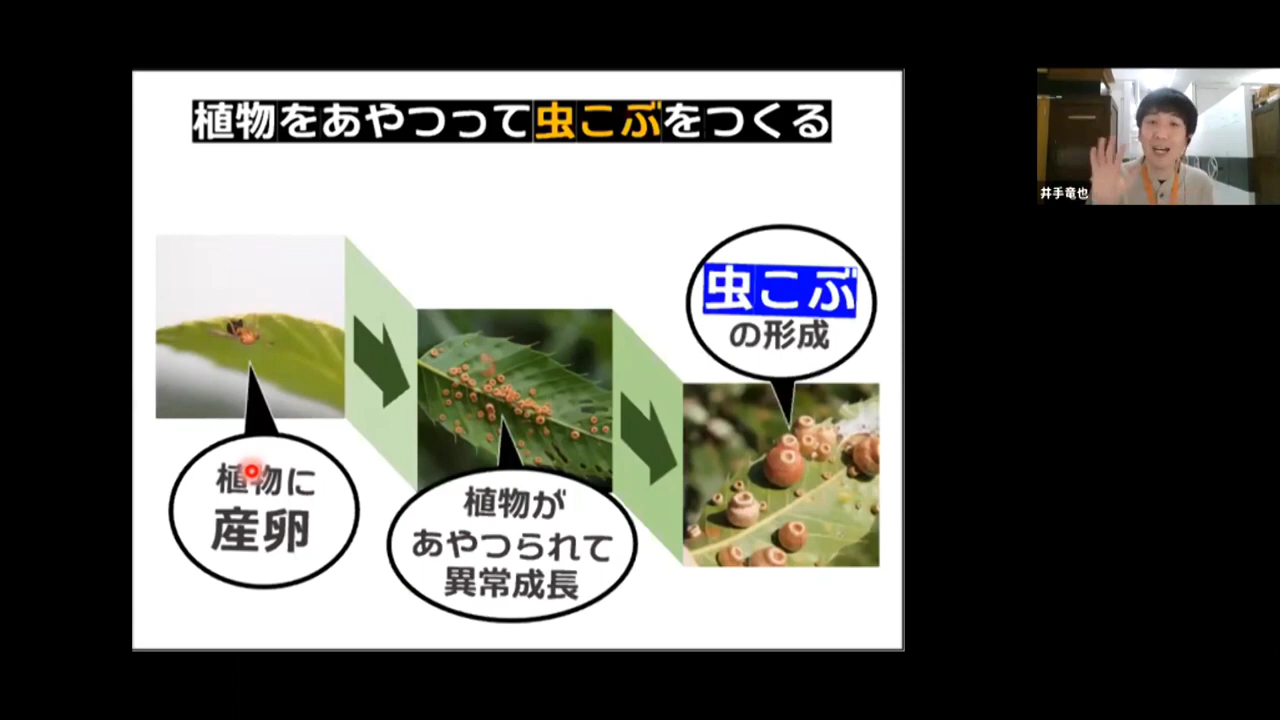 植物をあやつって虫こぶをつくる
植物に
産卵
植物が
あやつられて
異常成長
虫こぶ
の形成
井手竜也